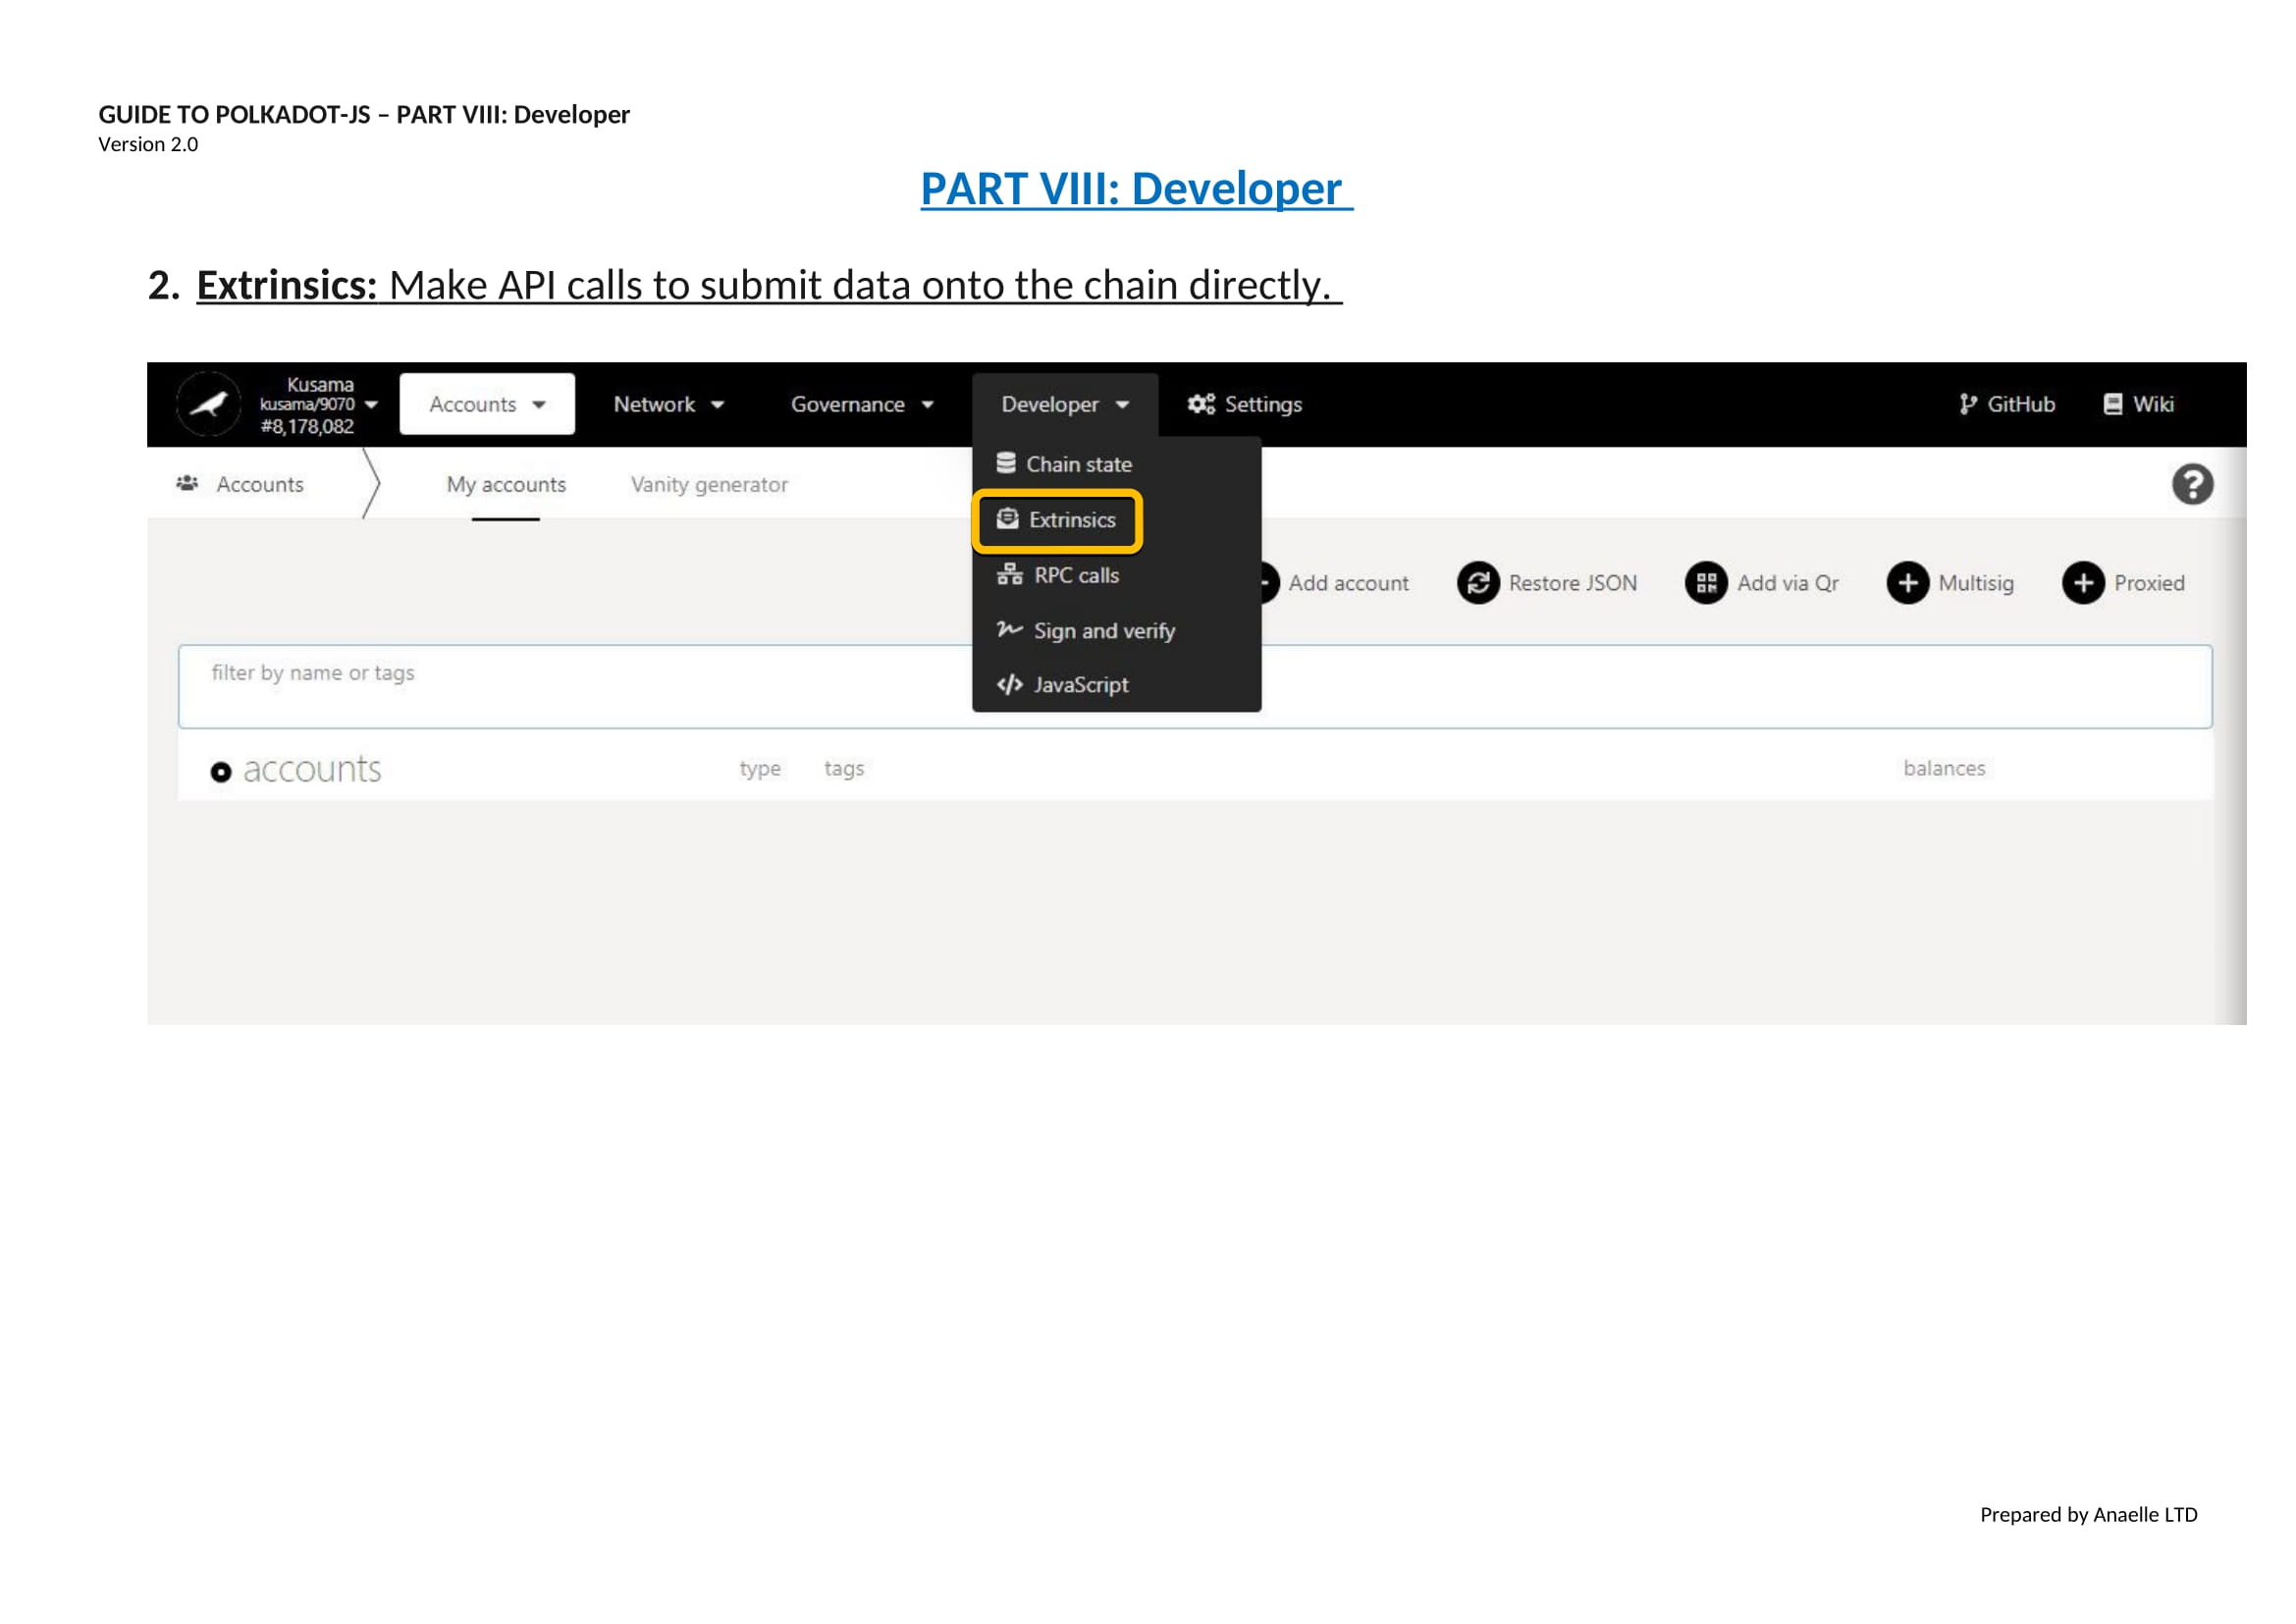 GUIDE TO POLKADOT-JS – PART VIII: Developer
Version 2.0
PART VIII: Developer
2. Extrinsics: Make API calls to submit data onto the chain directly.
Kusama
kusama/9070
#8,178,082
Accounts Network Governance Developer Settings GitHub Wiki
Accounts My accounts Vanity generator
Chain state
Extrinsics
RPC calls
Sign and verify
JavaScript
Add account Restore JSON Add via Qr Multisig Proxied
filter by name or tags
accounts type tags balances
Prepared by Anaelle LTD